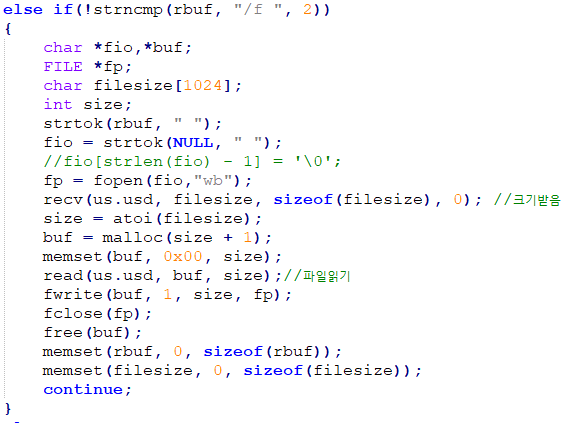 else if(!strncmp(rbuf, "/f ", 2))
{
char *fio,*buf;
FILE *fp;
char filesize[1024];
int size;
strtok(rbuf, " ");
fio = strtok(NULL, " ");
//fio[strlen(fio) - 1] = '\0';
fp = fopen(fio,"wb");
recv(us.usd, filesize, sizeof(filesize), 0); //크기받음
size = atoi(filesize);
buf = malloc(size + 1);
memset(buf, 0x00, size);
read(us.usd, buf, size);//파일읽기
fwrite(buf, 1, size, fp);
fclose(fp);
free(buf);
memset(rbuf, 0, sizeof(rbuf));
memset(filesize, 0, sizeof(filesize));
continue;
}